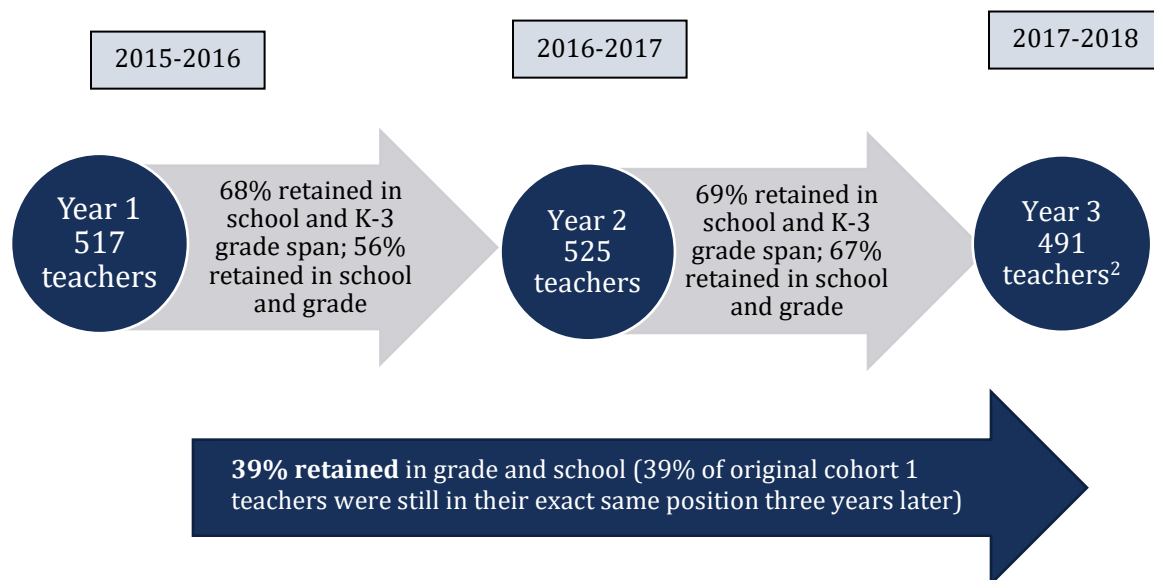 2015-2016
2016-2017
2017-2018
Year 1
517
teachers
68% retained in
school and K-3
grade span; 56%
retained in school
and grade
Year 2
525
teachers
69% retained in
school and K-3
grade span; 67%
retained in school
and grade
Year 3
491
teachers²
39% retained in grade and school (39% of original cohort 1
teachers were still in their exact same position three years later)